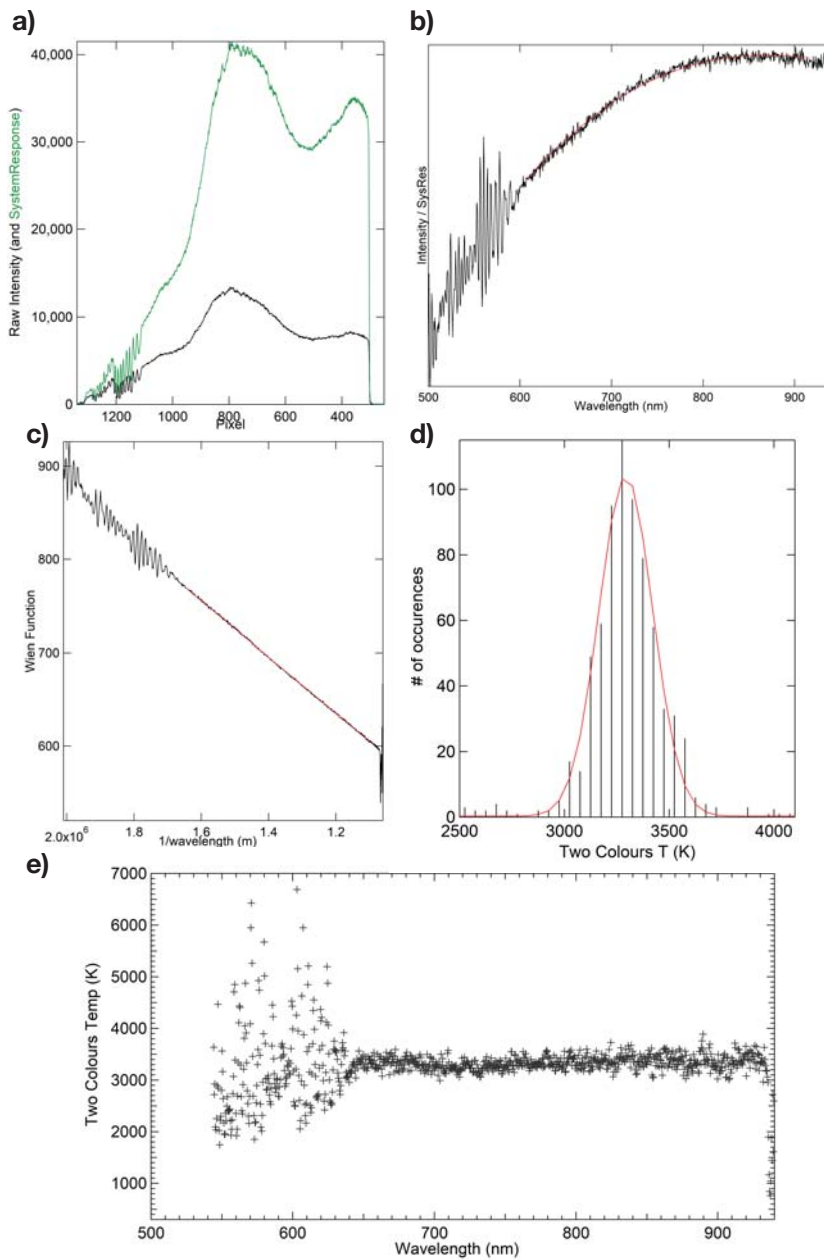 a)
40,000
30,000
20,000
10,000
0
Raw Intensity (and SystemResponse)
1200
1000
800
600
400
Pixel
b)
Intensity / SysRes
500
600
700
800
900
Wavelength (nm)
c)
900
800
700
600
Wien Function
2.0x10⁶
1.8
1.6
1.4
1.2
1/wavelength (m)
d)
100
80
60
40
20
0
# of occurences
2500
3000
3500
4000
Two Colours T (K)
e)
7000
6000
5000
4000
3000
2000
1000
Two Colours Temp (K)
500
600
700
800
900
Wavelength (nm)